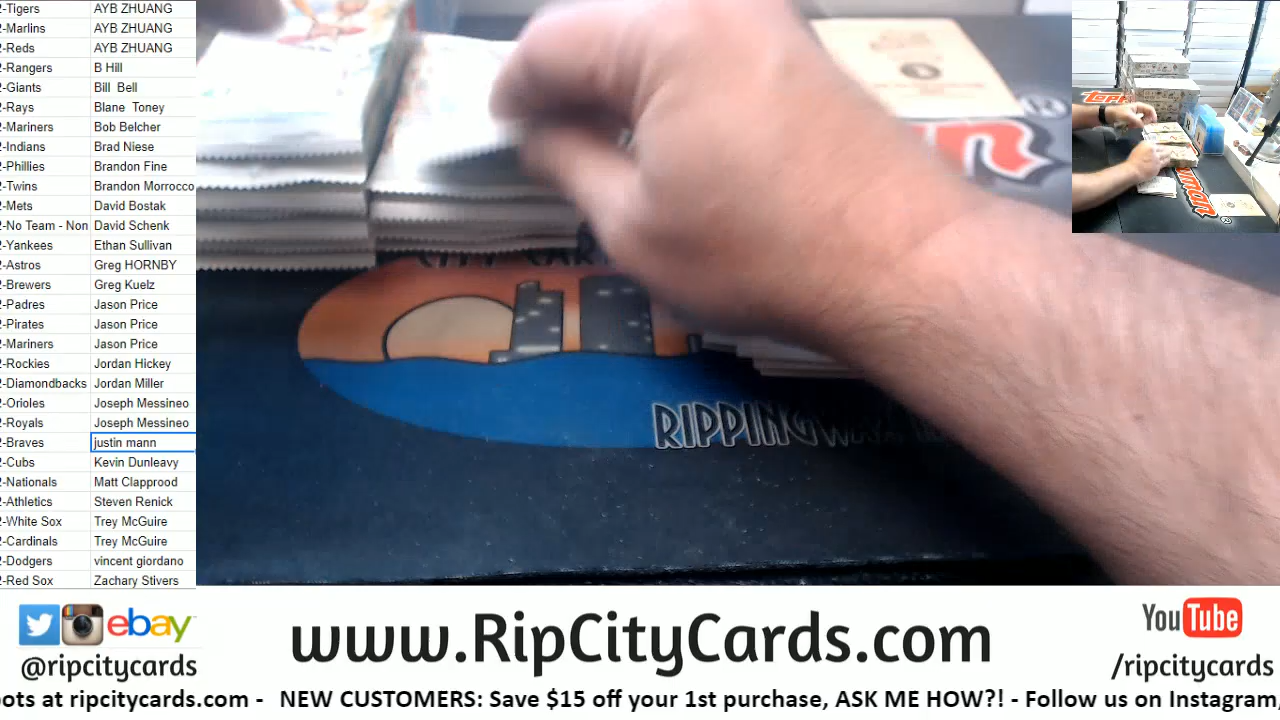 2-Tigers AYB ZHUANG
2-Marlins AYB ZHUANG
2-Reds AYB ZHUANG
2-Rangers B Hill
2-Giants Bill Bell
2-Rays Blane Toney
2-Mariners Bob Belcher
2-Indians Brad Niese
2-Phillies Brandon Fine
2-Twins Brandon Morrocco
2-Mets David Bostak
2-No Team - Non David Schenk
2-Yankees Ethan Sullivan
2-Astros Greg HORNBY
2-Brewers Greg Kuelz
2-Padres Jason Price
2-Pirates Jason Price
2-Mariners Jason Price
2-Rockies Jordan Hickey
2-Diamondbacks Jordan Miller
2-Orioles Joseph Messineo
2-Royals Joseph Messineo
2-Braves justin mann
2-Cubs Kevin Dunleavy
2-Nationals Matt Clapprood
2-Athletics Steven Renick
2-White Sox Trey McGuire
2-Cardinals Trey McGuire
2-Dodgers vincent giordano
2-Red Sox Zachary Stivers
RIPPING
ebay
@ripcitycards
www.RipCityCards.com
YouTube
/ripcitycards
oots at ripcitycards.com - NEW CUSTOMERS: Save $15 off your 1st purchase, ASK ME HOW?! - Follow us on Instagram,